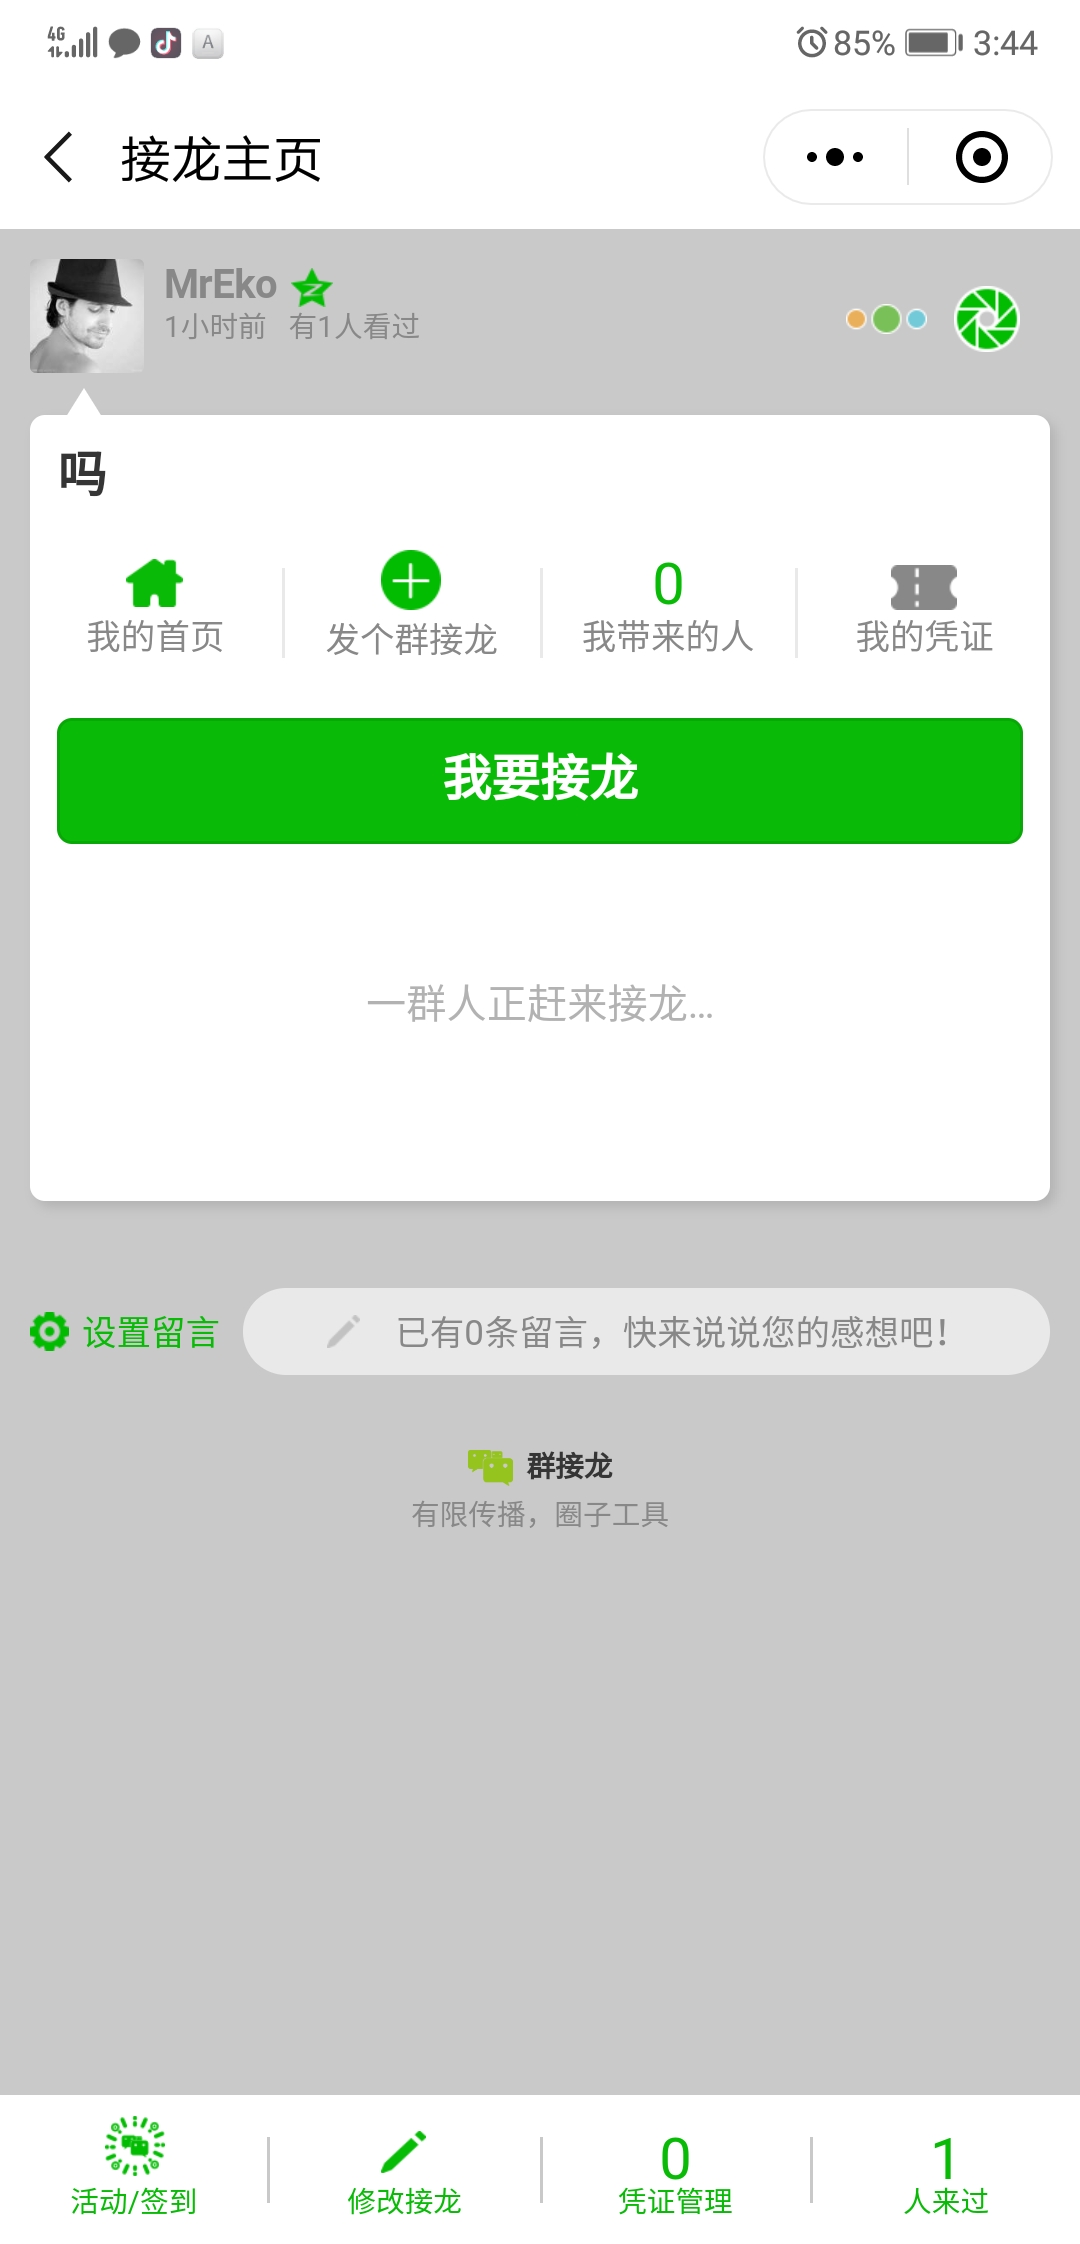 4G
A
85%
3:44
接龙主页
MrEko
1小时前 有1人看过
吗
我的首页
发个群接龙
0
我带来的人
我的凭证
我要接龙
一群人正赶来接龙...
设置留言
已有0条留言，快来说说您的感想吧！
群接龙
有限传播，圈子工具
活动/签到
修改接龙
0
凭证管理
1
人来过